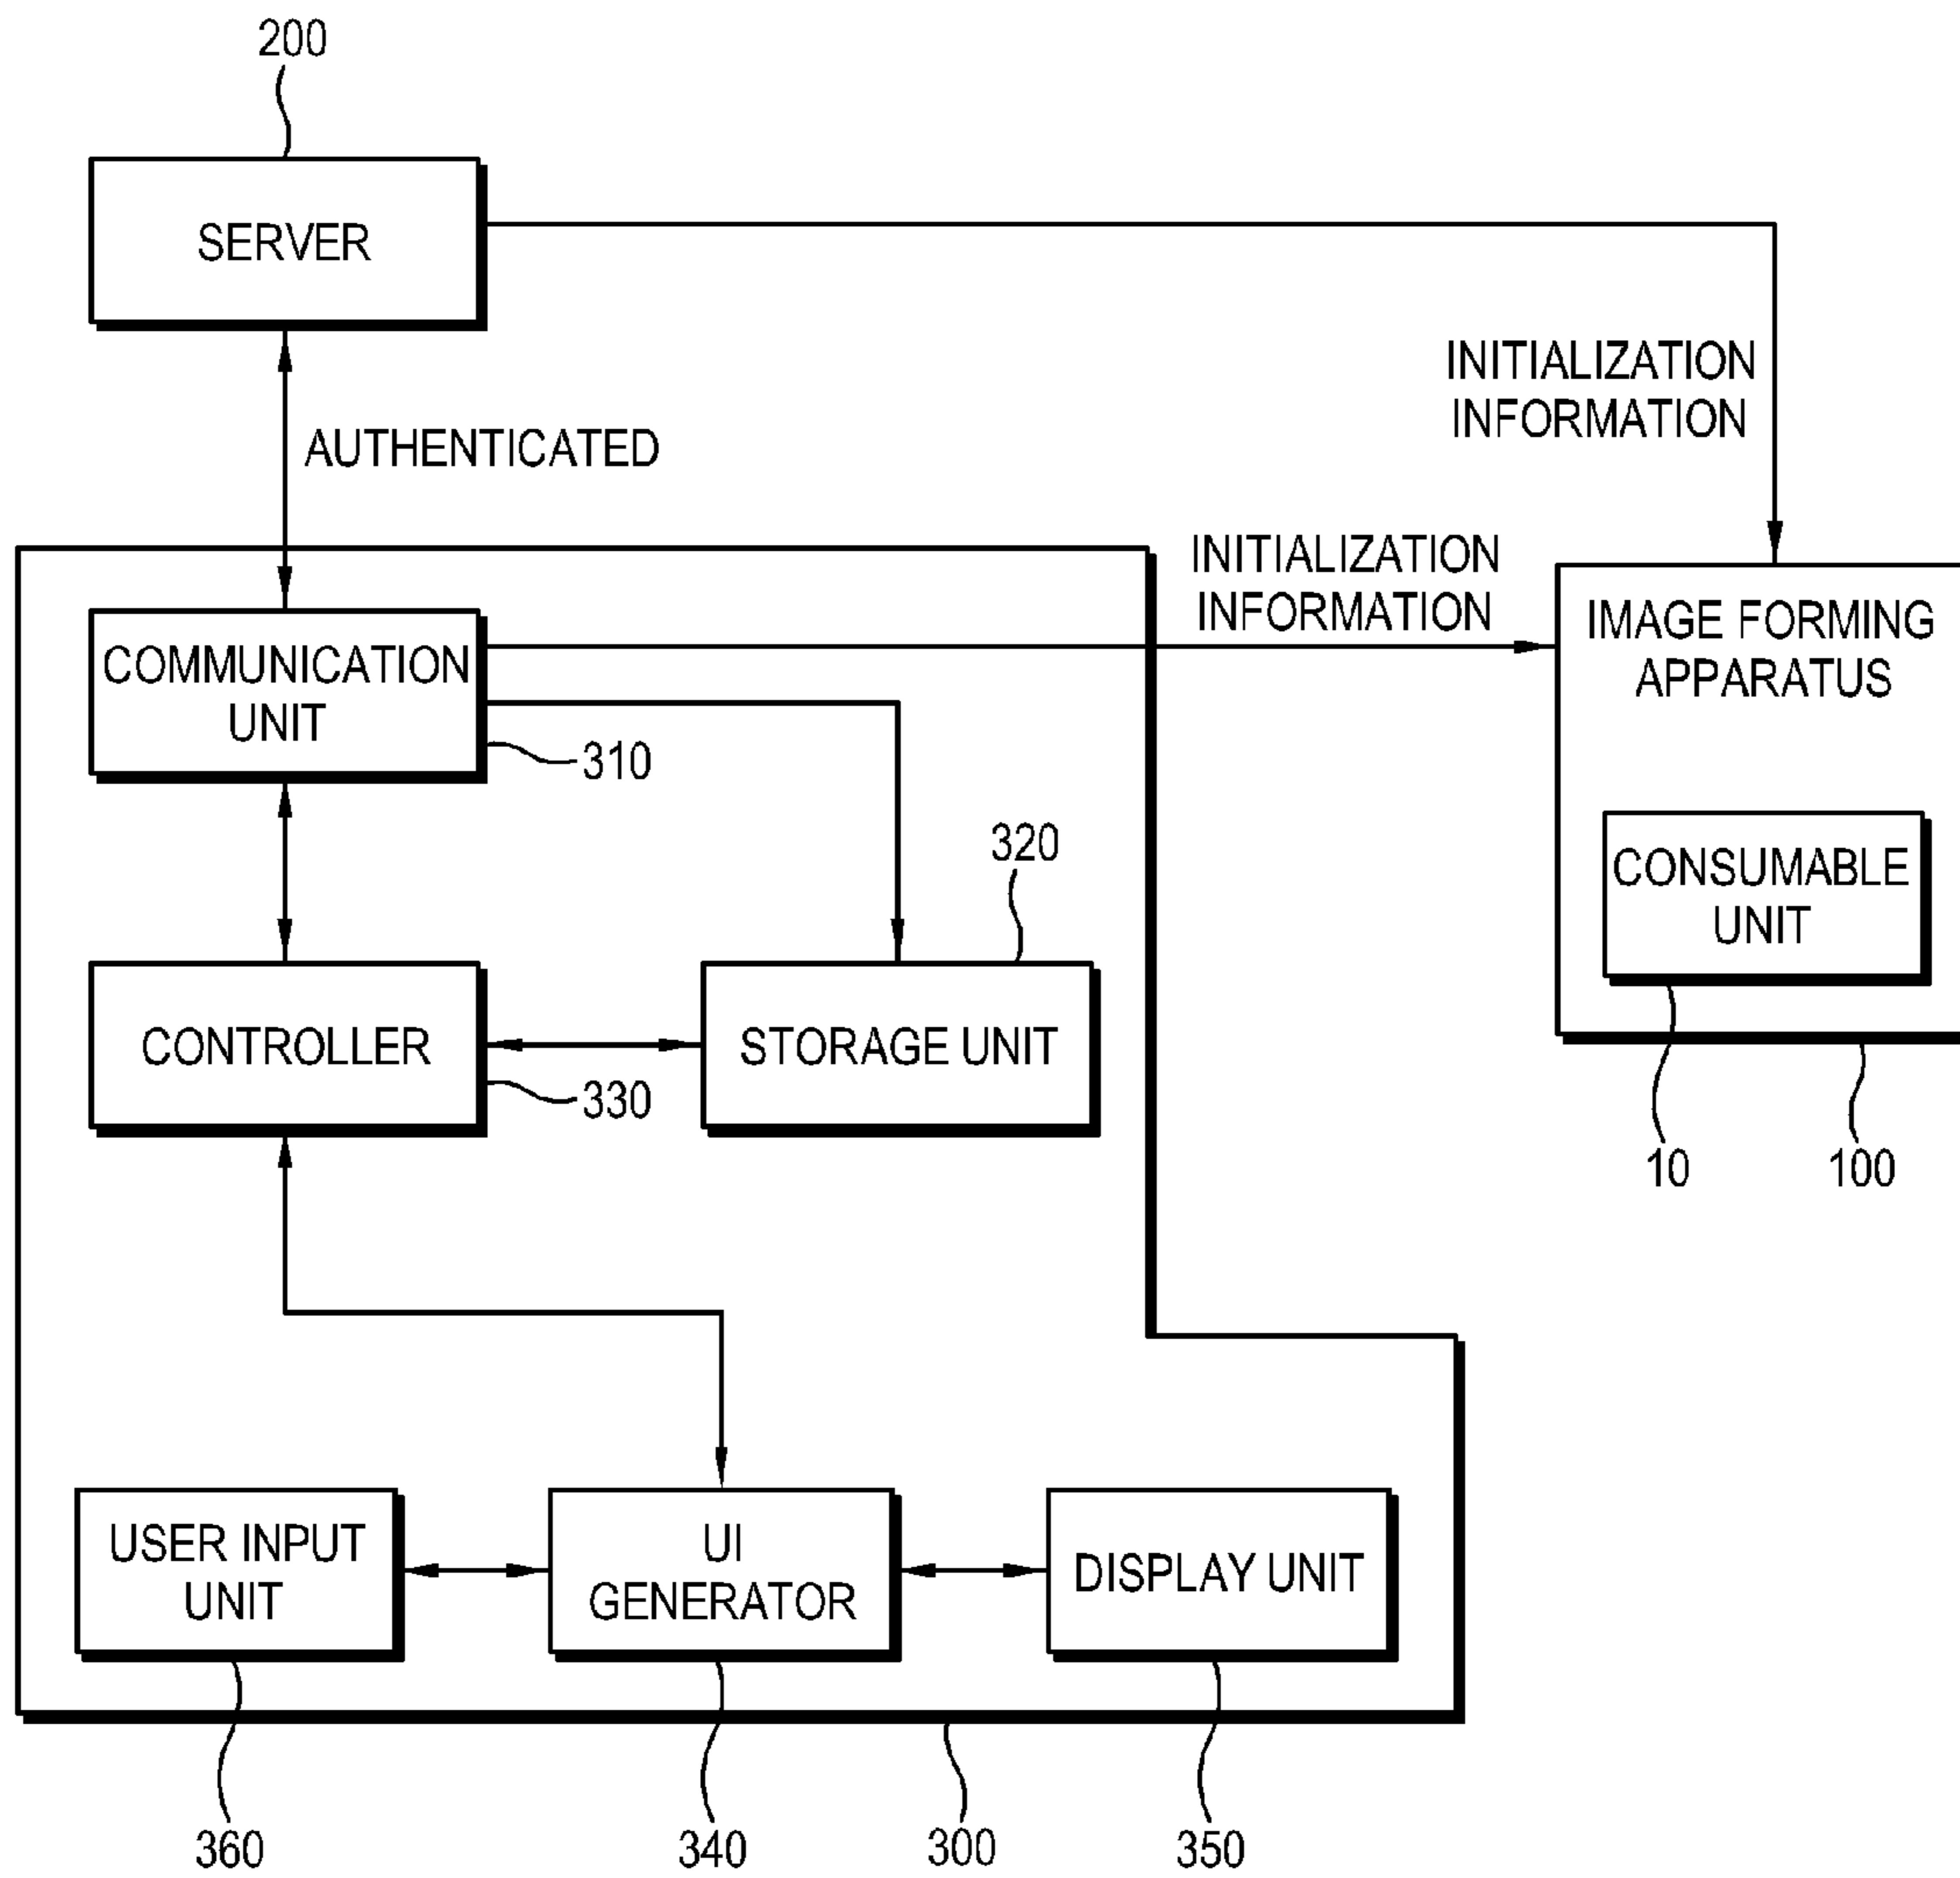 200
SERVER
AUTHENTICATED
INITIALIZATION
INFORMATION
INITIALIZATION
INFORMATION
COMMUNICATION
UNIT
310
IMAGE FORMING
APPARATUS
CONSUMABLE
UNIT
10
100
320
CONTROLLER
330
STORAGE UNIT
USER INPUT
UNIT
UI
GENERATOR
DISPLAY UNIT
360
340
300
350